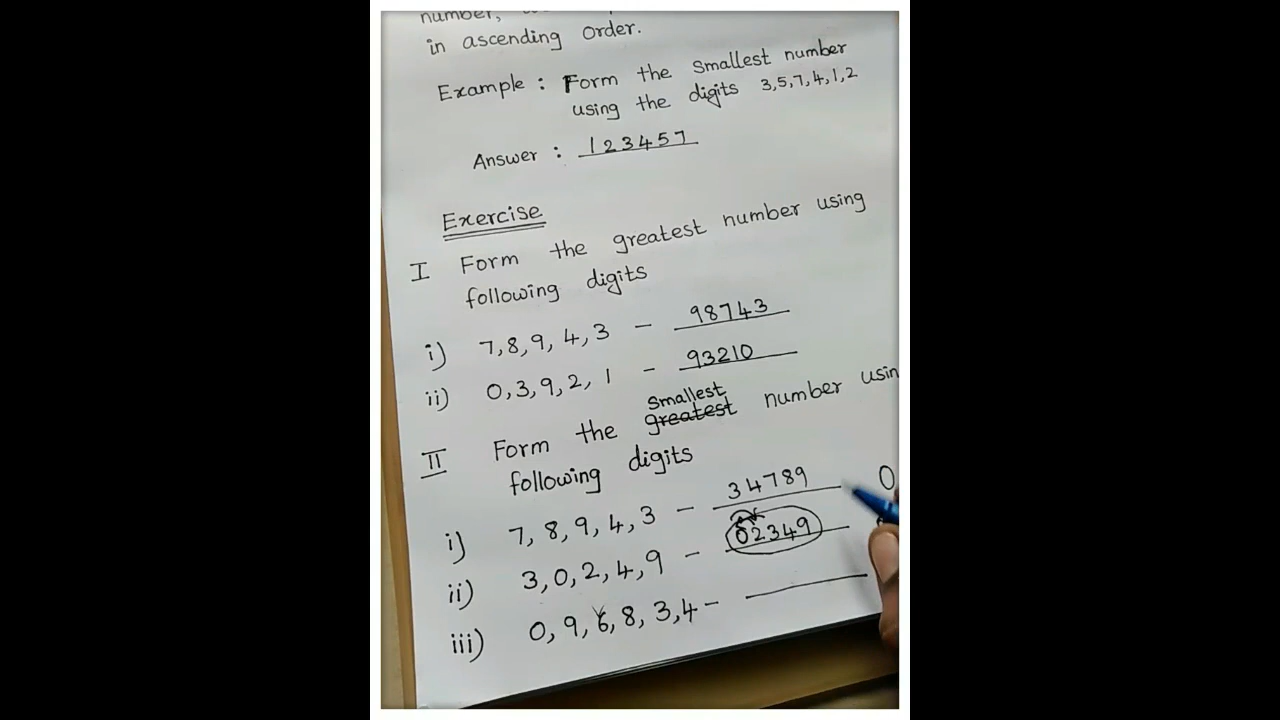 number,
in ascending order.
Example : Form the smallest number
using the digits 3,5,7,4,1,2
Answer : 123457
Exercise
I Form the greatest number using
following digits
i) 7,8,9,4,3 - 98743
ii) 0,3,9,2,1 - 93210
smallest
II Form the greatest number usin
following digits
i) 7,8,9,4,3 - 34789 0
ii) 3,0,2,4,9 - 02349
iii) 0,9,6,8,3,4-